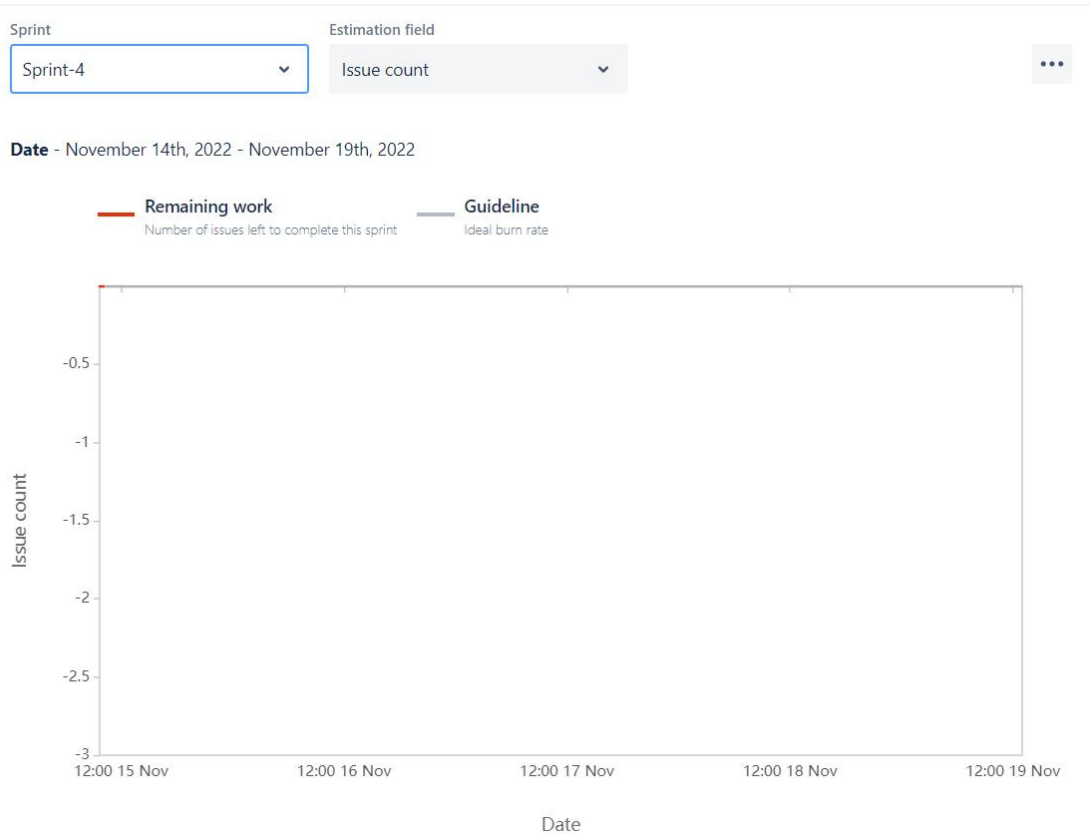 Sprint
Estimation field
Sprint-4
Issue count
Date - November 14th, 2022 - November 19th, 2022
Remaining work
Number of issues left to complete this sprint
Guideline
Ideal burn rate
-0.5
-1
-1.5
-2
-2.5
-3
Issue count
12:00 15 Nov
12:00 16 Nov
12:00 17 Nov
12:00 18 Nov
12:00 19 Nov
Date